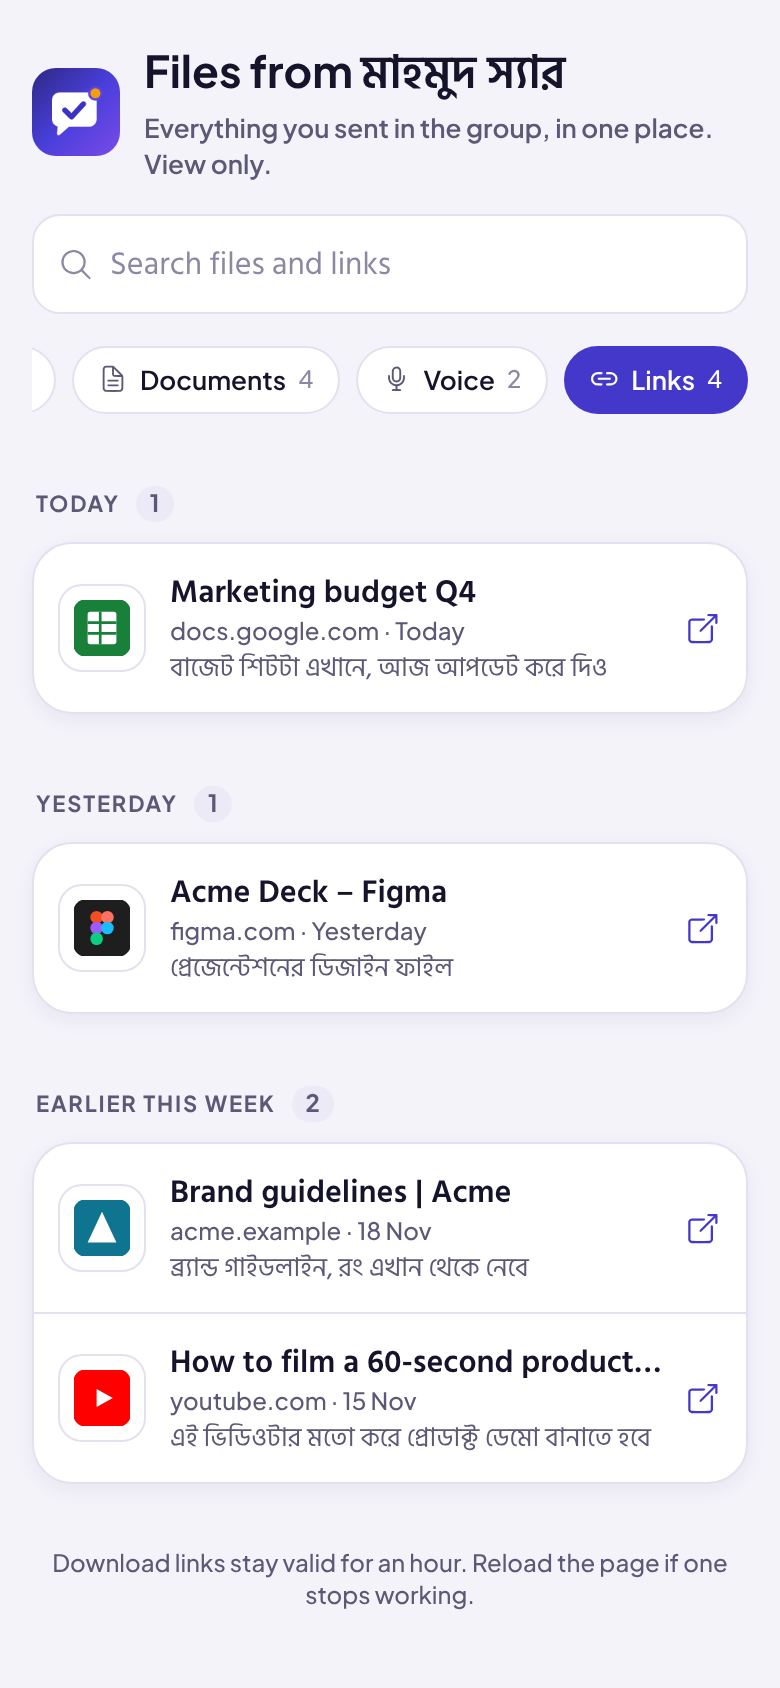 Files from মাহমুদ স্যার
Everything you sent in the group, in one place.
View only.
Search files and links
Documents 4
Voice 2
Links 4
TODAY 1
Marketing budget Q4
docs.google.com · Today
বাজেট শিটটা এখানে, আজ আপডেট করে দিও
YESTERDAY 1
Acme Deck – Figma
figma.com · Yesterday
প্রেজেন্টেশনের ডিজাইন ফাইল
EARLIER THIS WEEK 2
Brand guidelines | Acme
acme.example · 18 Nov
ব্র্যান্ড গাইডলাইন, রং এখান থেকে নেবে
How to film a 60-second product...
youtube.com · 15 Nov
এই ভিডিওটার মতো করে প্রোডাক্ট ডেমো বানাতে হবে
Download links stay valid for an hour. Reload the page if one
stops working.